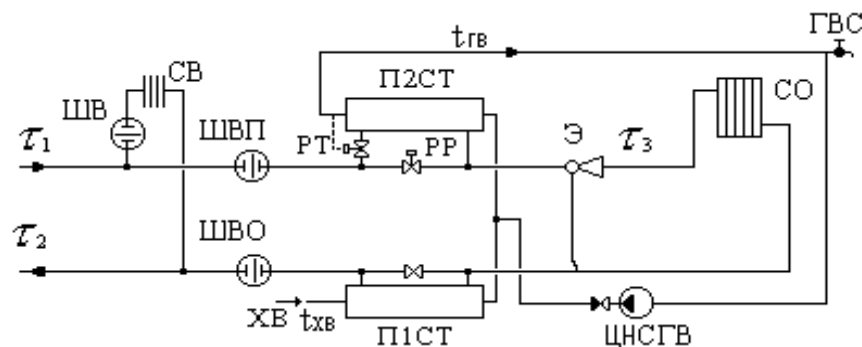 ГВС
tГВ
СВ
П2СТ
СО
ШВ
ШВП
РТ
РР
Э
τ3
τ1
τ2
ШВО
ХВ
tХВ
П1СТ
ЦНСГВ